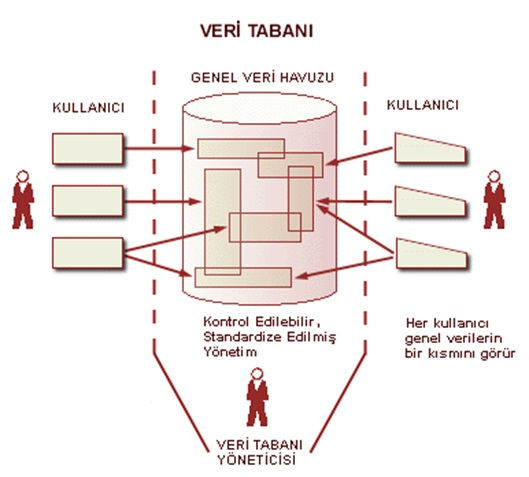 VERİ TABANI
GENEL VERİ HAVUZU
KULLANICI
KULLANICI
Kontrol Edilebilir,
Standardize Edilmiş
Yönetim
Her kullanıcı
genel verilerin
bir kısmını görür
VERİ TABANI
YÖNETİCİSİ